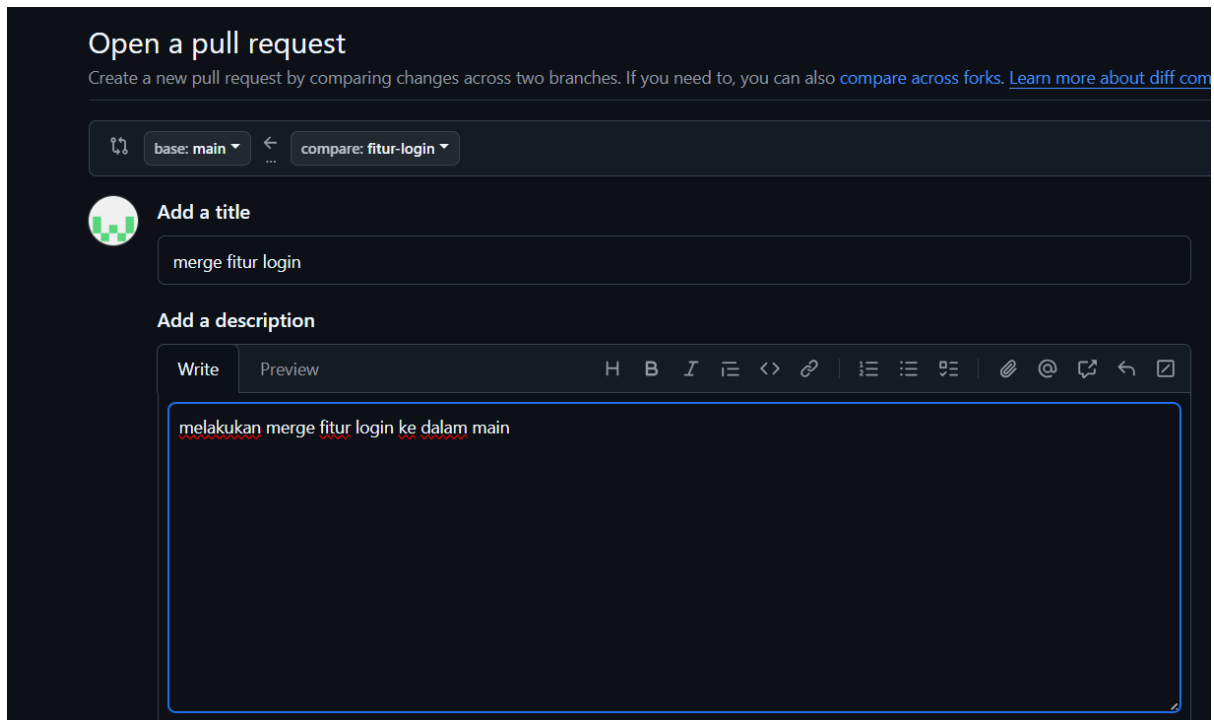 Open a pull request
Create a new pull request by comparing changes across two branches. If you need to, you can also compare across forks. Learn more about diff com
base: main
...
compare: fitur-login
Add a title
merge fitur login
Add a description
Write Preview
melakukan merge fitur login ke dalam main